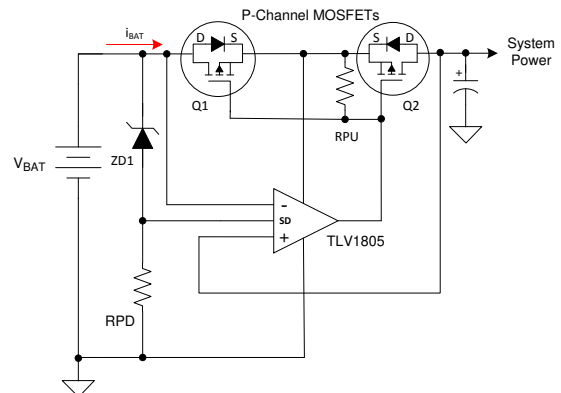 P-Channel MOSFETs
iBAT
D S
S D
System
Power
Q1
Q2
+
RPU
VBAT
ZD1
-
SD
+
TLV1805
RPD